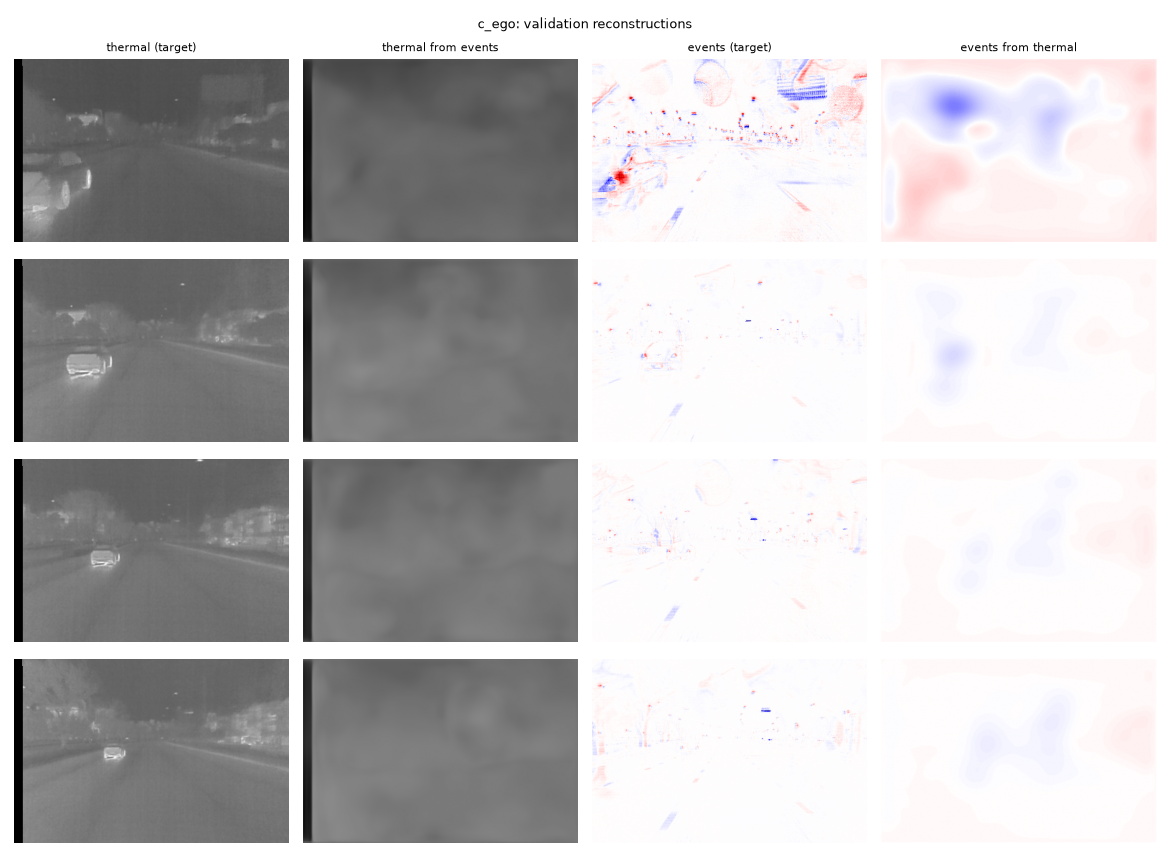 c_ego: validation reconstructions
thermal (target)
thermal from events
events (target)
events from thermal